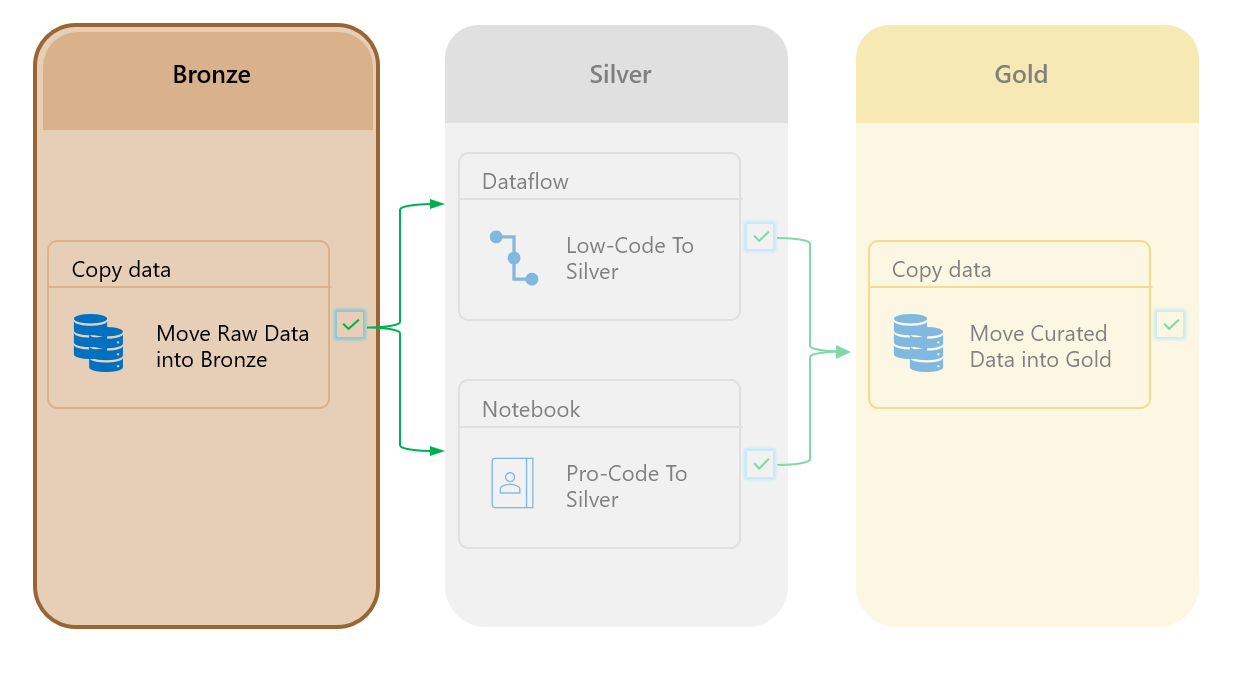 Bronze
Copy data
Move Raw Data
into Bronze
Silver
Dataflow
Low-Code To
Silver
Notebook
Pro-Code To
Silver
Gold
Copy data
Move Curated
Data into Gold